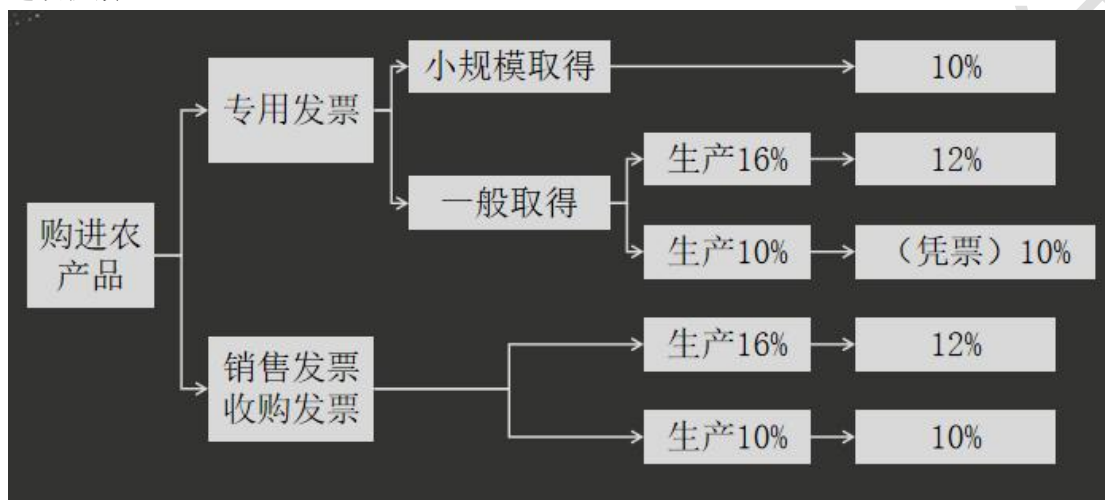 购进农
产品
专用发票
小规模取得
10%
一般取得
生产16%
12%
生产10%
（凭票）10%
销售发票
收购发票
生产16%
12%
生产10%
10%